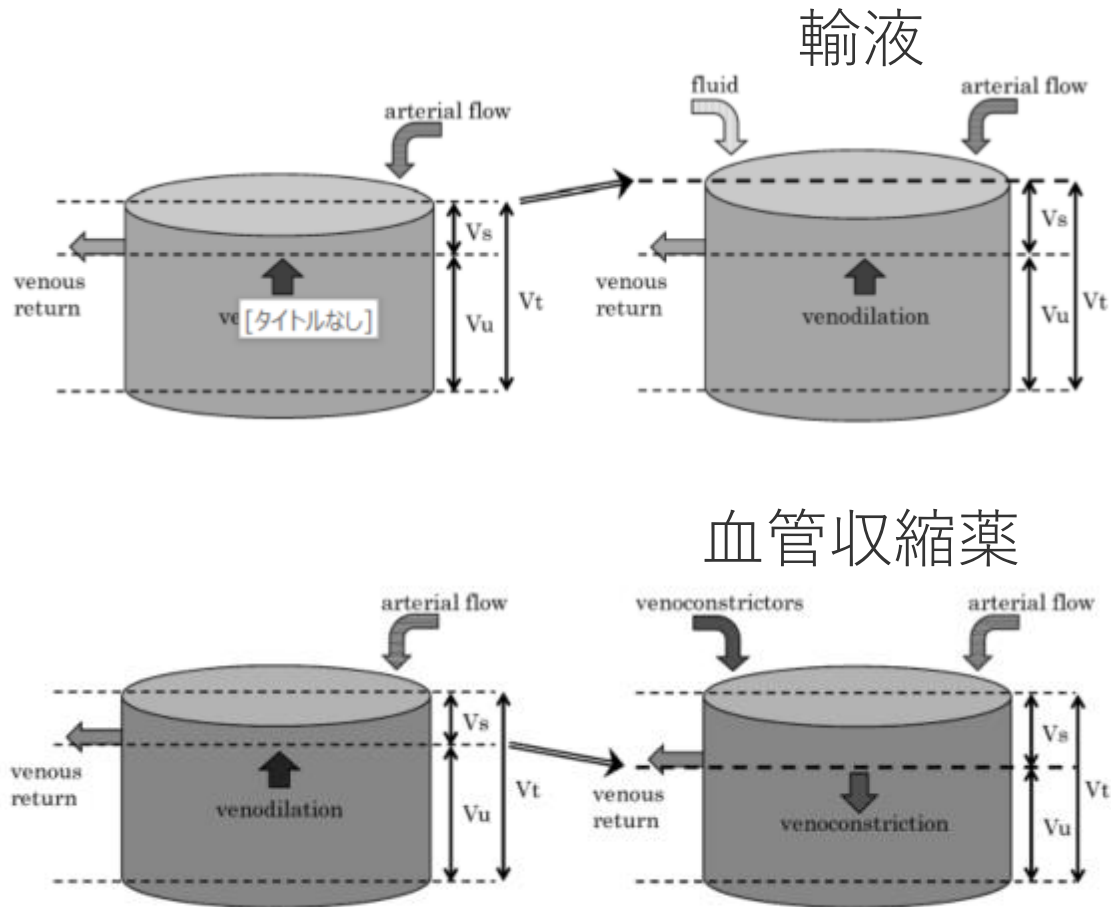 輸液
arterial flow
Vs
venous
return
[タイトルなし]
Vu
Vt
fluid
arterial flow
Vs
venous
return
venodilation
Vu
Vt
血管収縮薬
arterial flow
Vs
venous
return
venodilation
Vu
Vt
venoconstrictors
arterial flow
Vs
venous
return
venoconstriction
Vu
Vt